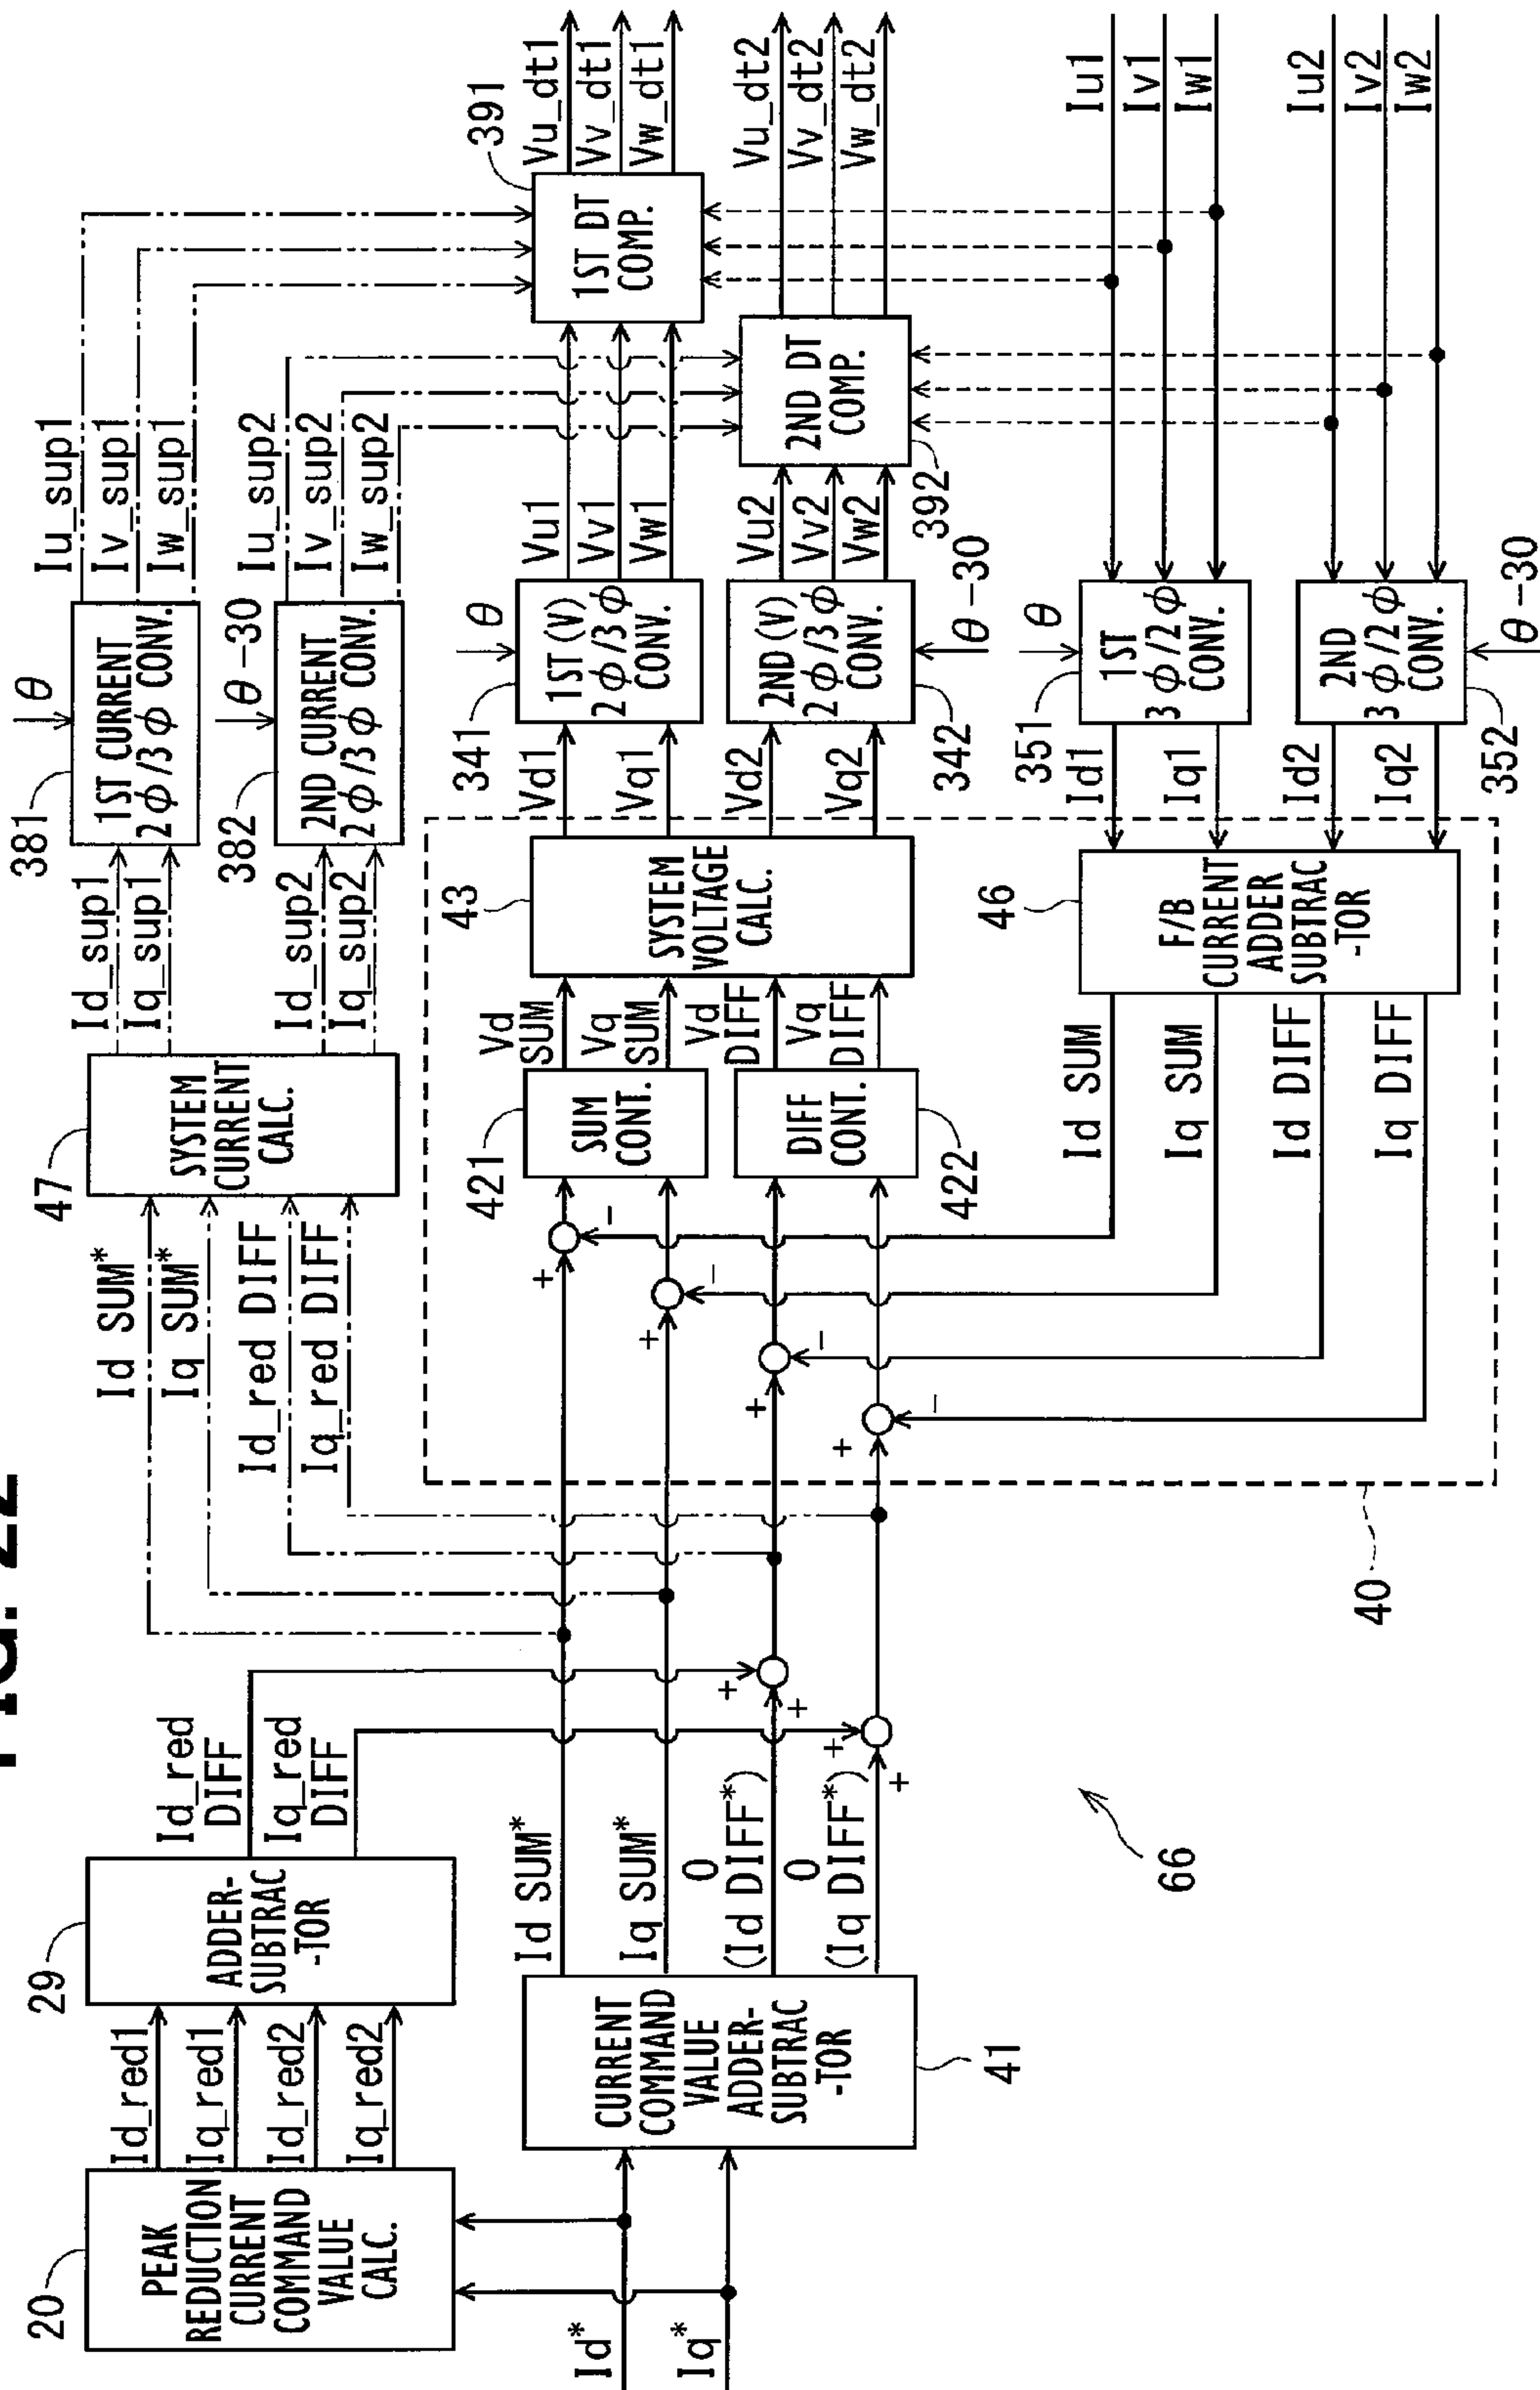 FIG. 22
20
PEAK
REDUCTION
CURRENT
COMMAND
VALUE
CALC.
Id*
Iq*
Id_red1
Iq_red1
Id_red2
Iq_red2
29
ADDER-
SUBTRAC
-TOR
Id_red
DIFF
Iq_red
DIFF
CURRENT
COMMAND
VALUE
ADDER-
SUBTRAC
-TOR
41
Id SUM*
Iq SUM*
0
(Id DIFF*)
0
(Iq DIFF*)
+
+
+
+
66
Id SUM*
Iq SUM*
Id_red DIFF
Iq_red DIFF
47
SYSTEM
CURRENT
CALC.
Id_sup1
Iq_sup1
Id_sup2
Iq_sup2
381
θ
1ST CURRENT
2φ/3φ CONV.
382
θ-30
2ND CURRENT
2φ/3φ CONV.
Iu_sup1
Iv_sup1
Iw_sup1
Iu_sup2
Iv_sup2
Iw_sup2
40
+
-
+
-
+
-
+
-
421
SUM
CONT.
DIFF
CONT.
422
Vd
SUM
Vq
SUM
Vd
DIFF
Vq
DIFF
43
SYSTEM
VOLTAGE
CALC.
Vd1
Vq1
Vd2
Vq2
341
θ
1ST (V)
2φ/3φ
CONV.
2ND (V)
2φ/3φ
CONV.
342
θ-30
Vu1
Vv1
Vw1
Vu2
Vv2
Vw2
391
1ST DT
COMP.
2ND DT
COMP.
392
Vu_dt1
Vv_dt1
Vw_dt1
Vu_dt2
Vv_dt2
Vw_dt2
Id SUM
Iq SUM
Id DIFF
Iq DIFF
46
F/B
CURRENT
ADDER
SUBTRAC
-TOR
Id1
Iq1
Id2
Iq2
351
θ
1ST
3φ/2φ
CONV.
2ND
3φ/2φ
CONV.
352
θ-30
Iu1
Iv1
Iw1
Iu2
Iv2
Iw2